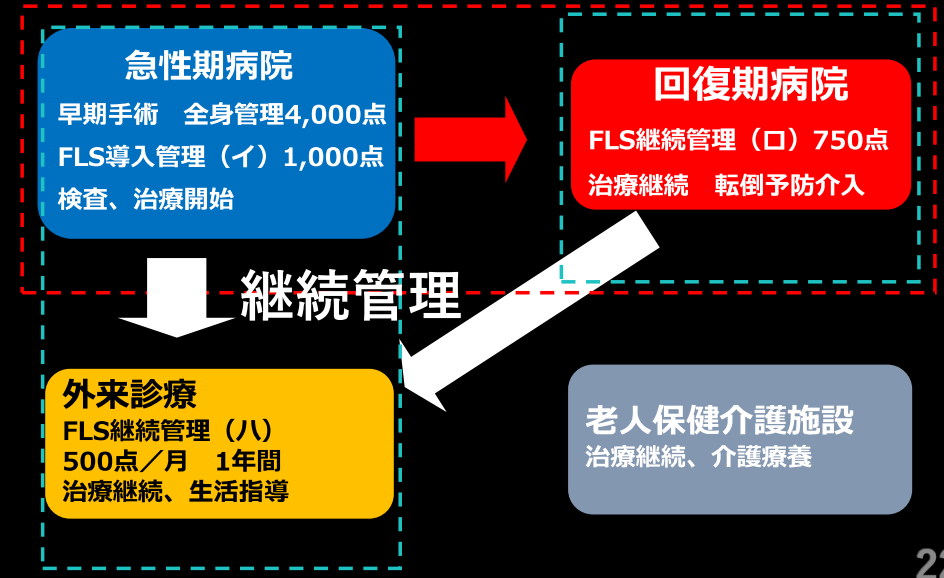 急性期病院
早期手術　全身管理4,000点
FLS導入管理（イ）1,000点
検査、治療開始
回復期病院
FLS継続管理（ロ）750点
治療継続　転倒予防介入
継続管理
外来診療
FLS継続管理（ハ）
500点／月　1年間
治療継続、生活指導
老人保健介護施設
治療継続、介護療養